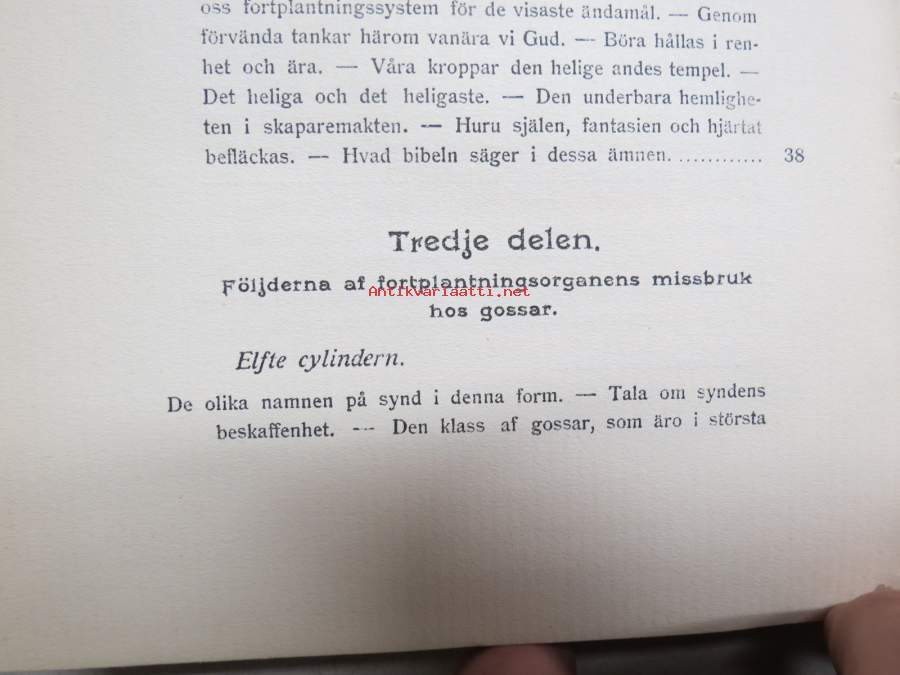 oss fortplantningssystem för de visaste ändamål. — Genom
förvända tankar härom vanära vi Gud. — Böra hållas i ren-
het och ära. — Våra kroppar den helige andes tempel. —
Det heliga och det heligaste. — Den underbara hemlighe-
ten i skaparemakten. — Huru själen, fantasien och hjärtat
befläckas. — Hvad bibeln säger i dessa ämnen. ............ 38
Tredje delen.
Följderna af fortplantningsorganens missbruk
Antikvariaatti.net
hos gossar.
Elfte cylindern.
De olika namnen på synd i denna form. — Tala om syndens
beskaffenhet. — Den klass af gossar, som äro i största